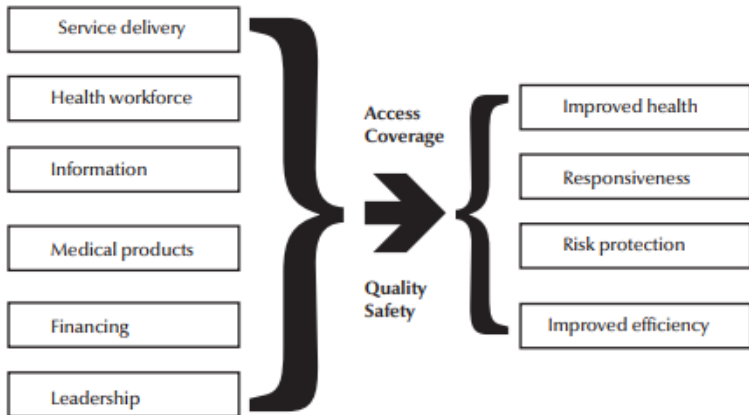 Service delivery
Health workforce
Information
Medical products
Financing
Leadership
Access
Coverage
Quality
Safety
Improved health
Responsiveness
Risk protection
Improved efficiency